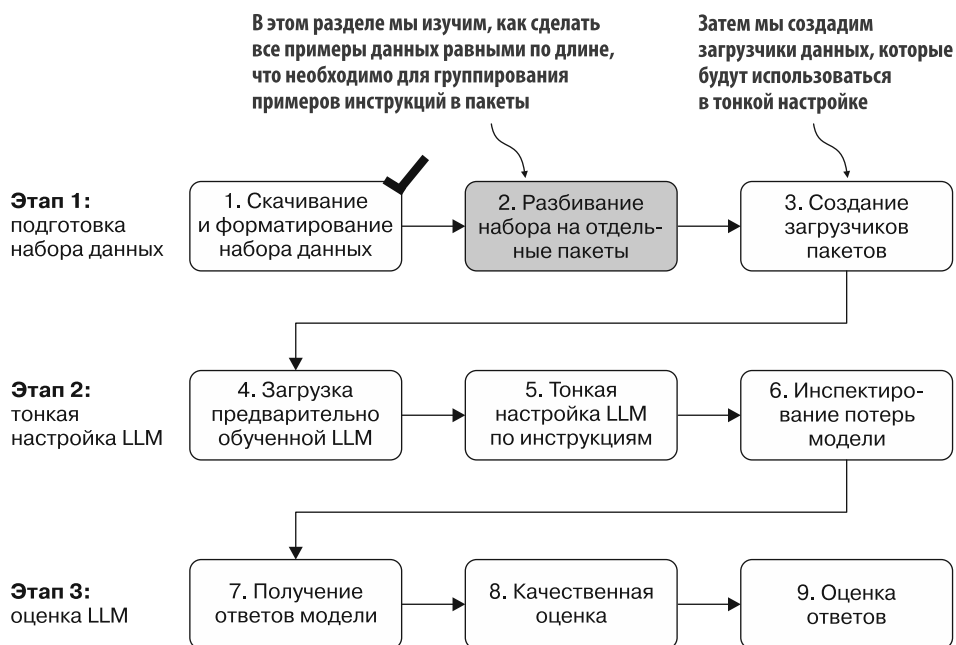 В этом разделе мы изучим, как сделать
все примеры данных равными по длине,
что необходимо для группирования
примеров инструкций в пакеты
Затем мы создадим
загрузчики данных, которые
будут использоваться
в тонкой настройке
Этап 1:
подготовка
набора данных
1. Скачивание
и форматирование
набора данных
2. Разбивание
набора на отдель-
ные пакеты
3. Создание
загрузчиков
пакетов
Этап 2:
тонкая
настройка LLM
4. Загрузка
предварительно
обученной LLM
5. Тонкая
настройка LLM
по инструкциям
6. Инспектиро-
вание потерь
модели
Этап 3:
оценка LLM
7. Получение
ответов модели
8. Качественная
оценка
9. Оценка
ответов